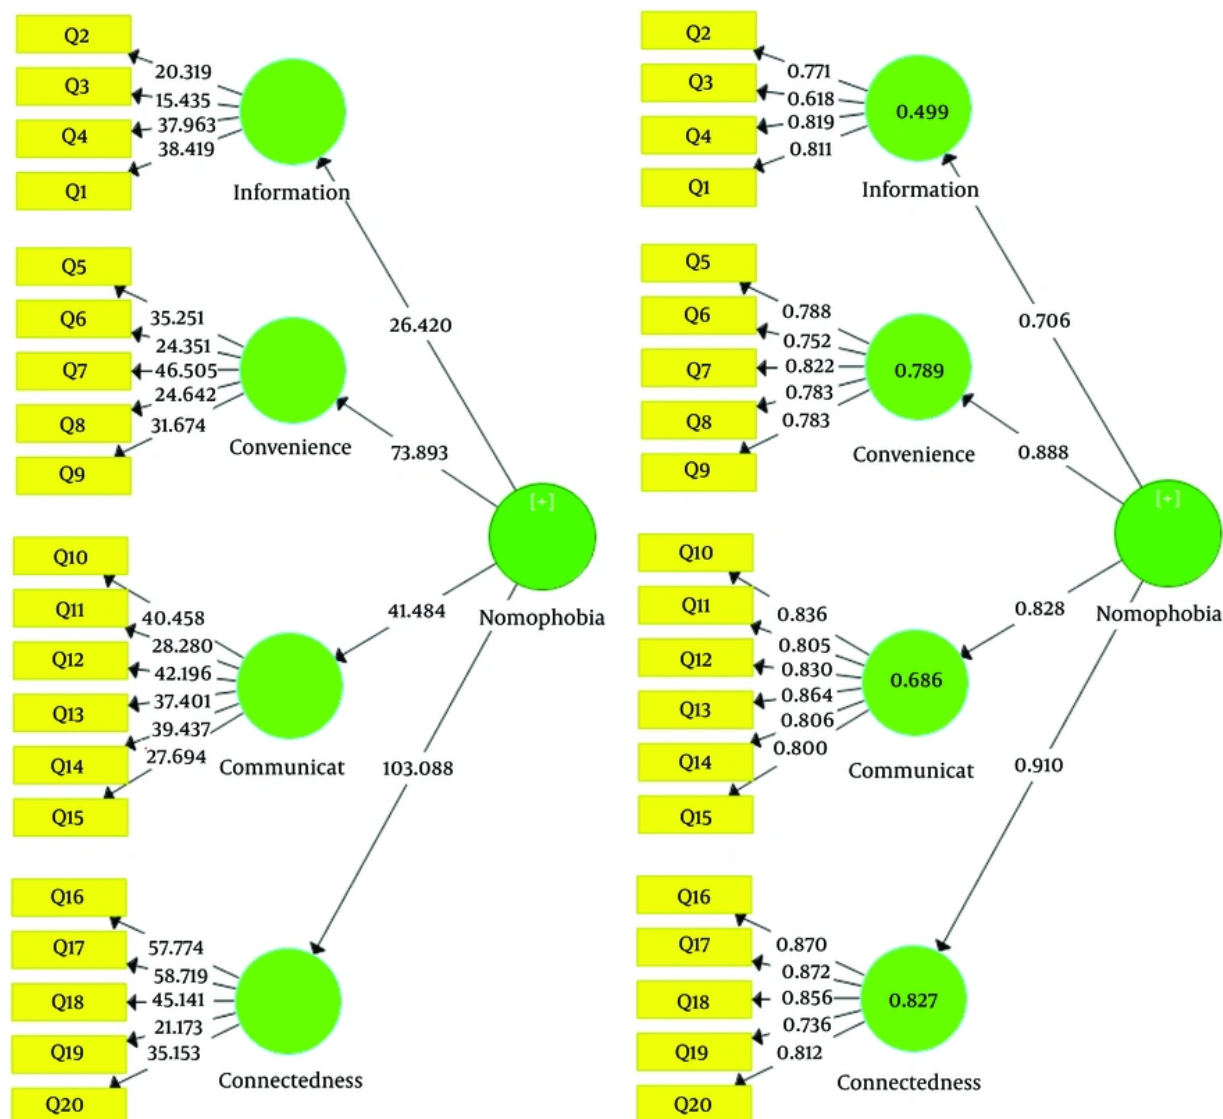 Q2
Q3
Q4
Q1
20.319
15.435
37.963
38.419
Information
Q5
Q6
Q7
Q8
Q9
35.251
24.351
46.505
24.642
31.674
Convenience
Q10
Q11
Q12
Q13
Q14
Q15
40.458
28.280
42.196
37.401
39.437
27.694
Communicat
Q16
Q17
Q18
Q19
Q20
57.774
58.719
45.141
21.173
35.153
Connectedness
26.420
73.893
41.484
103.088
[+]
Nomophobia
Q2
Q3
Q4
Q1
0.771
0.618
0.819
0.811
0.499
Information
Q5
Q6
Q7
Q8
Q9
0.788
0.752
0.822
0.783
0.783
0.789
Convenience
Q10
Q11
Q12
Q13
Q14
Q15
0.836
0.805
0.830
0.864
0.806
0.800
0.686
Communicat
Q16
Q17
Q18
Q19
Q20
0.870
0.872
0.856
0.736
0.812
0.827
Connectedness
0.706
0.888
0.828
0.910
[+]
Nomophobia